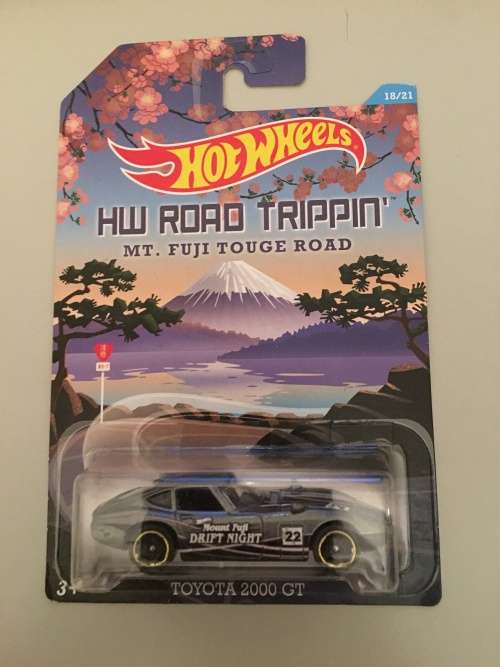 18/21
HOT WHEELS
HW ROAD TRIPPIN'™
MT. FUJI TOUGE ROAD
Mount Fuji
DRIFT NIGHT
22
3+
TOYOTA 2000 GT